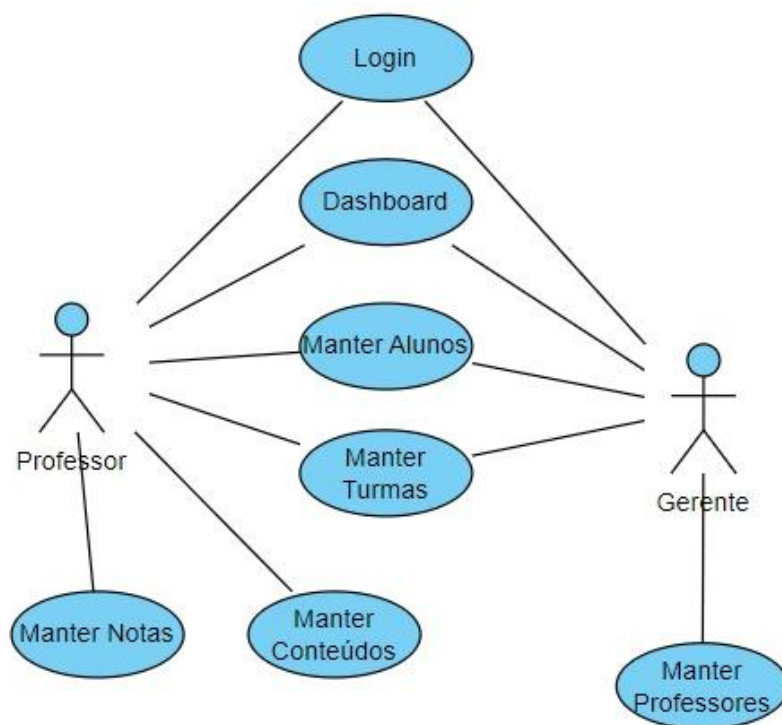 Login
Dashboard
Manter Alunos
Manter
Turmas
Professor
Gerente
Manter Notas
Manter
Conteúdos
Manter
Professores